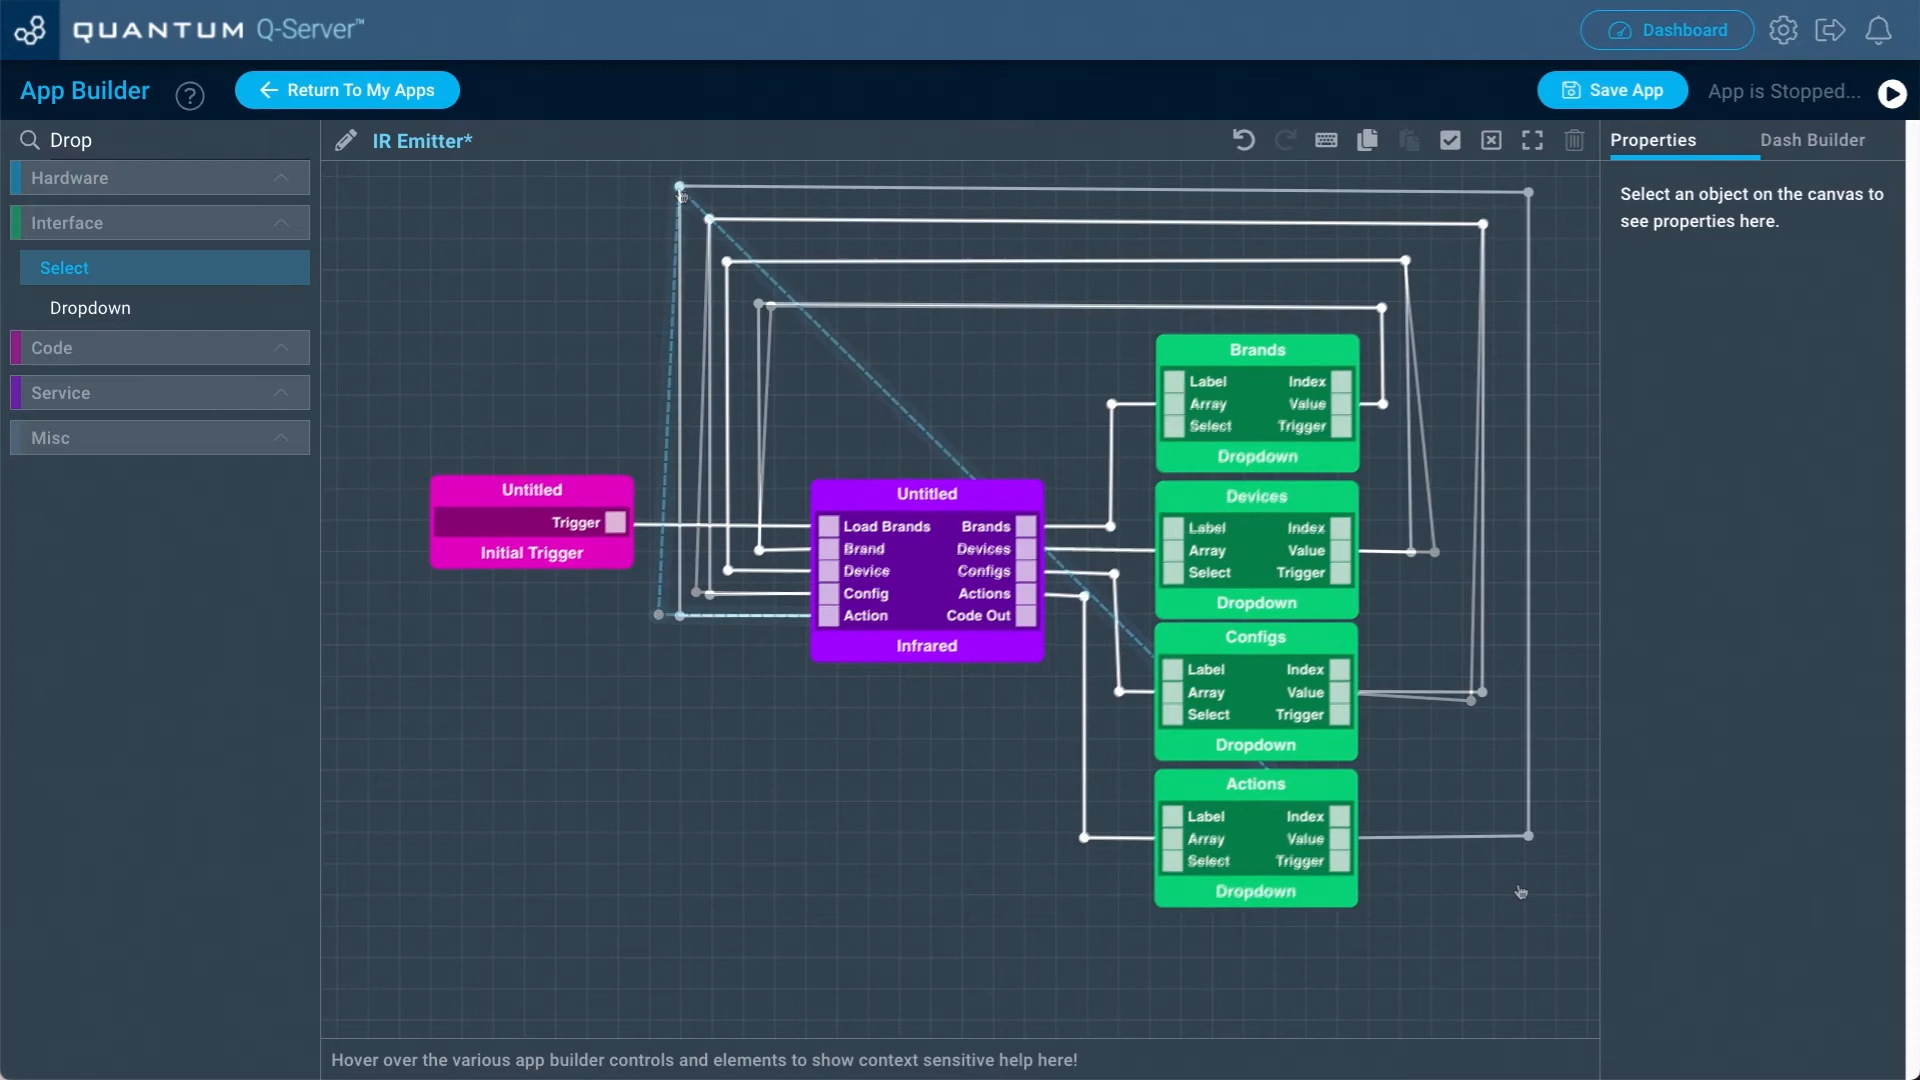 QUANTUM Q-Server™
Dashboard
App Builder
?
Return To My Apps
Save App
App is Stopped...
Drop
Hardware
Interface
Select
Dropdown
Code
Service
Misc
IR Emitter*
Properties
Dash Builder
Select an object on the canvas to
see properties here.
Untitled
Trigger
Initial Trigger
Untitled
Load Brands Brands
Brand Devices
Device Configs
Config Actions
Action Code Out
Infrared
Brands
Label Index
Array Value
Select Trigger
Dropdown
Devices
Label Index
Array Value
Select Trigger
Dropdown
Configs
Label Index
Array Value
Select Trigger
Dropdown
Actions
Label Index
Array Value
Select Trigger
Dropdown
Hover over the various app builder controls and elements to show context sensitive help here!